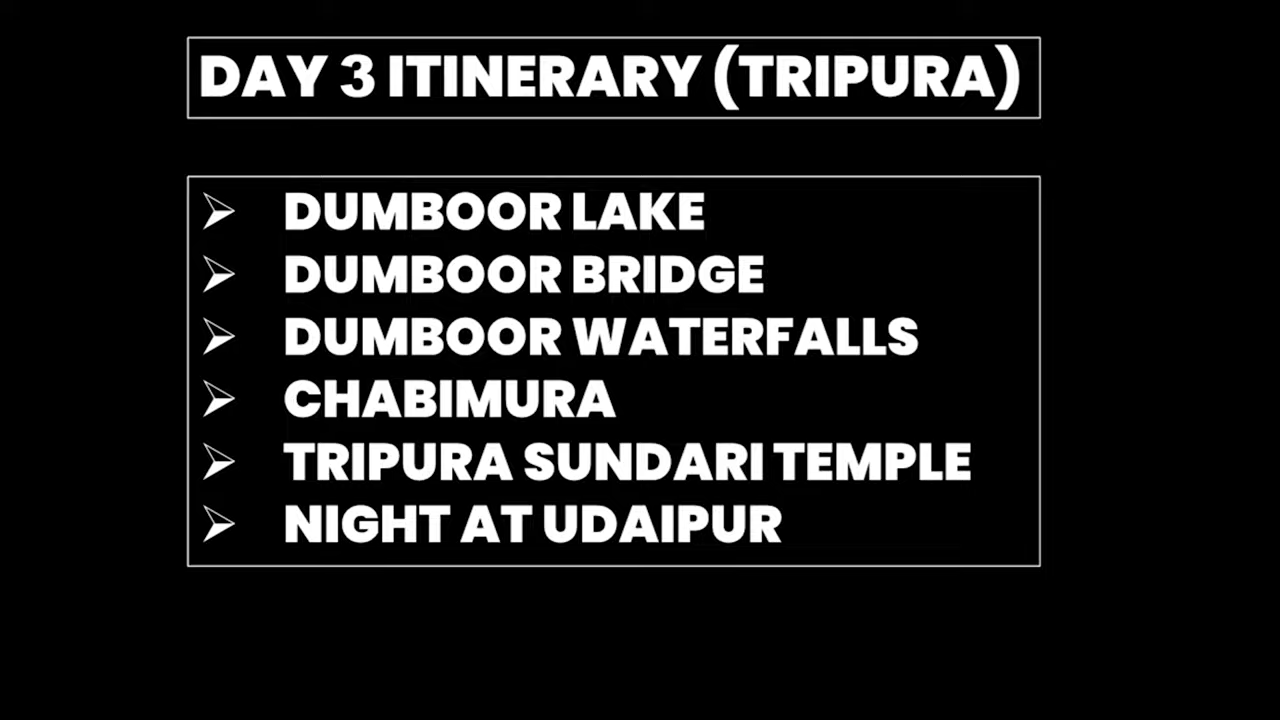 DAY 3 ITINERARY (TRIPURA)
➢ DUMBOOR LAKE
➢ DUMBOOR BRIDGE
➢ DUMBOOR WATERFALLS
➢ CHABIMURA
➢ TRIPURA SUNDARI TEMPLE
➢ NIGHT AT UDAIPUR